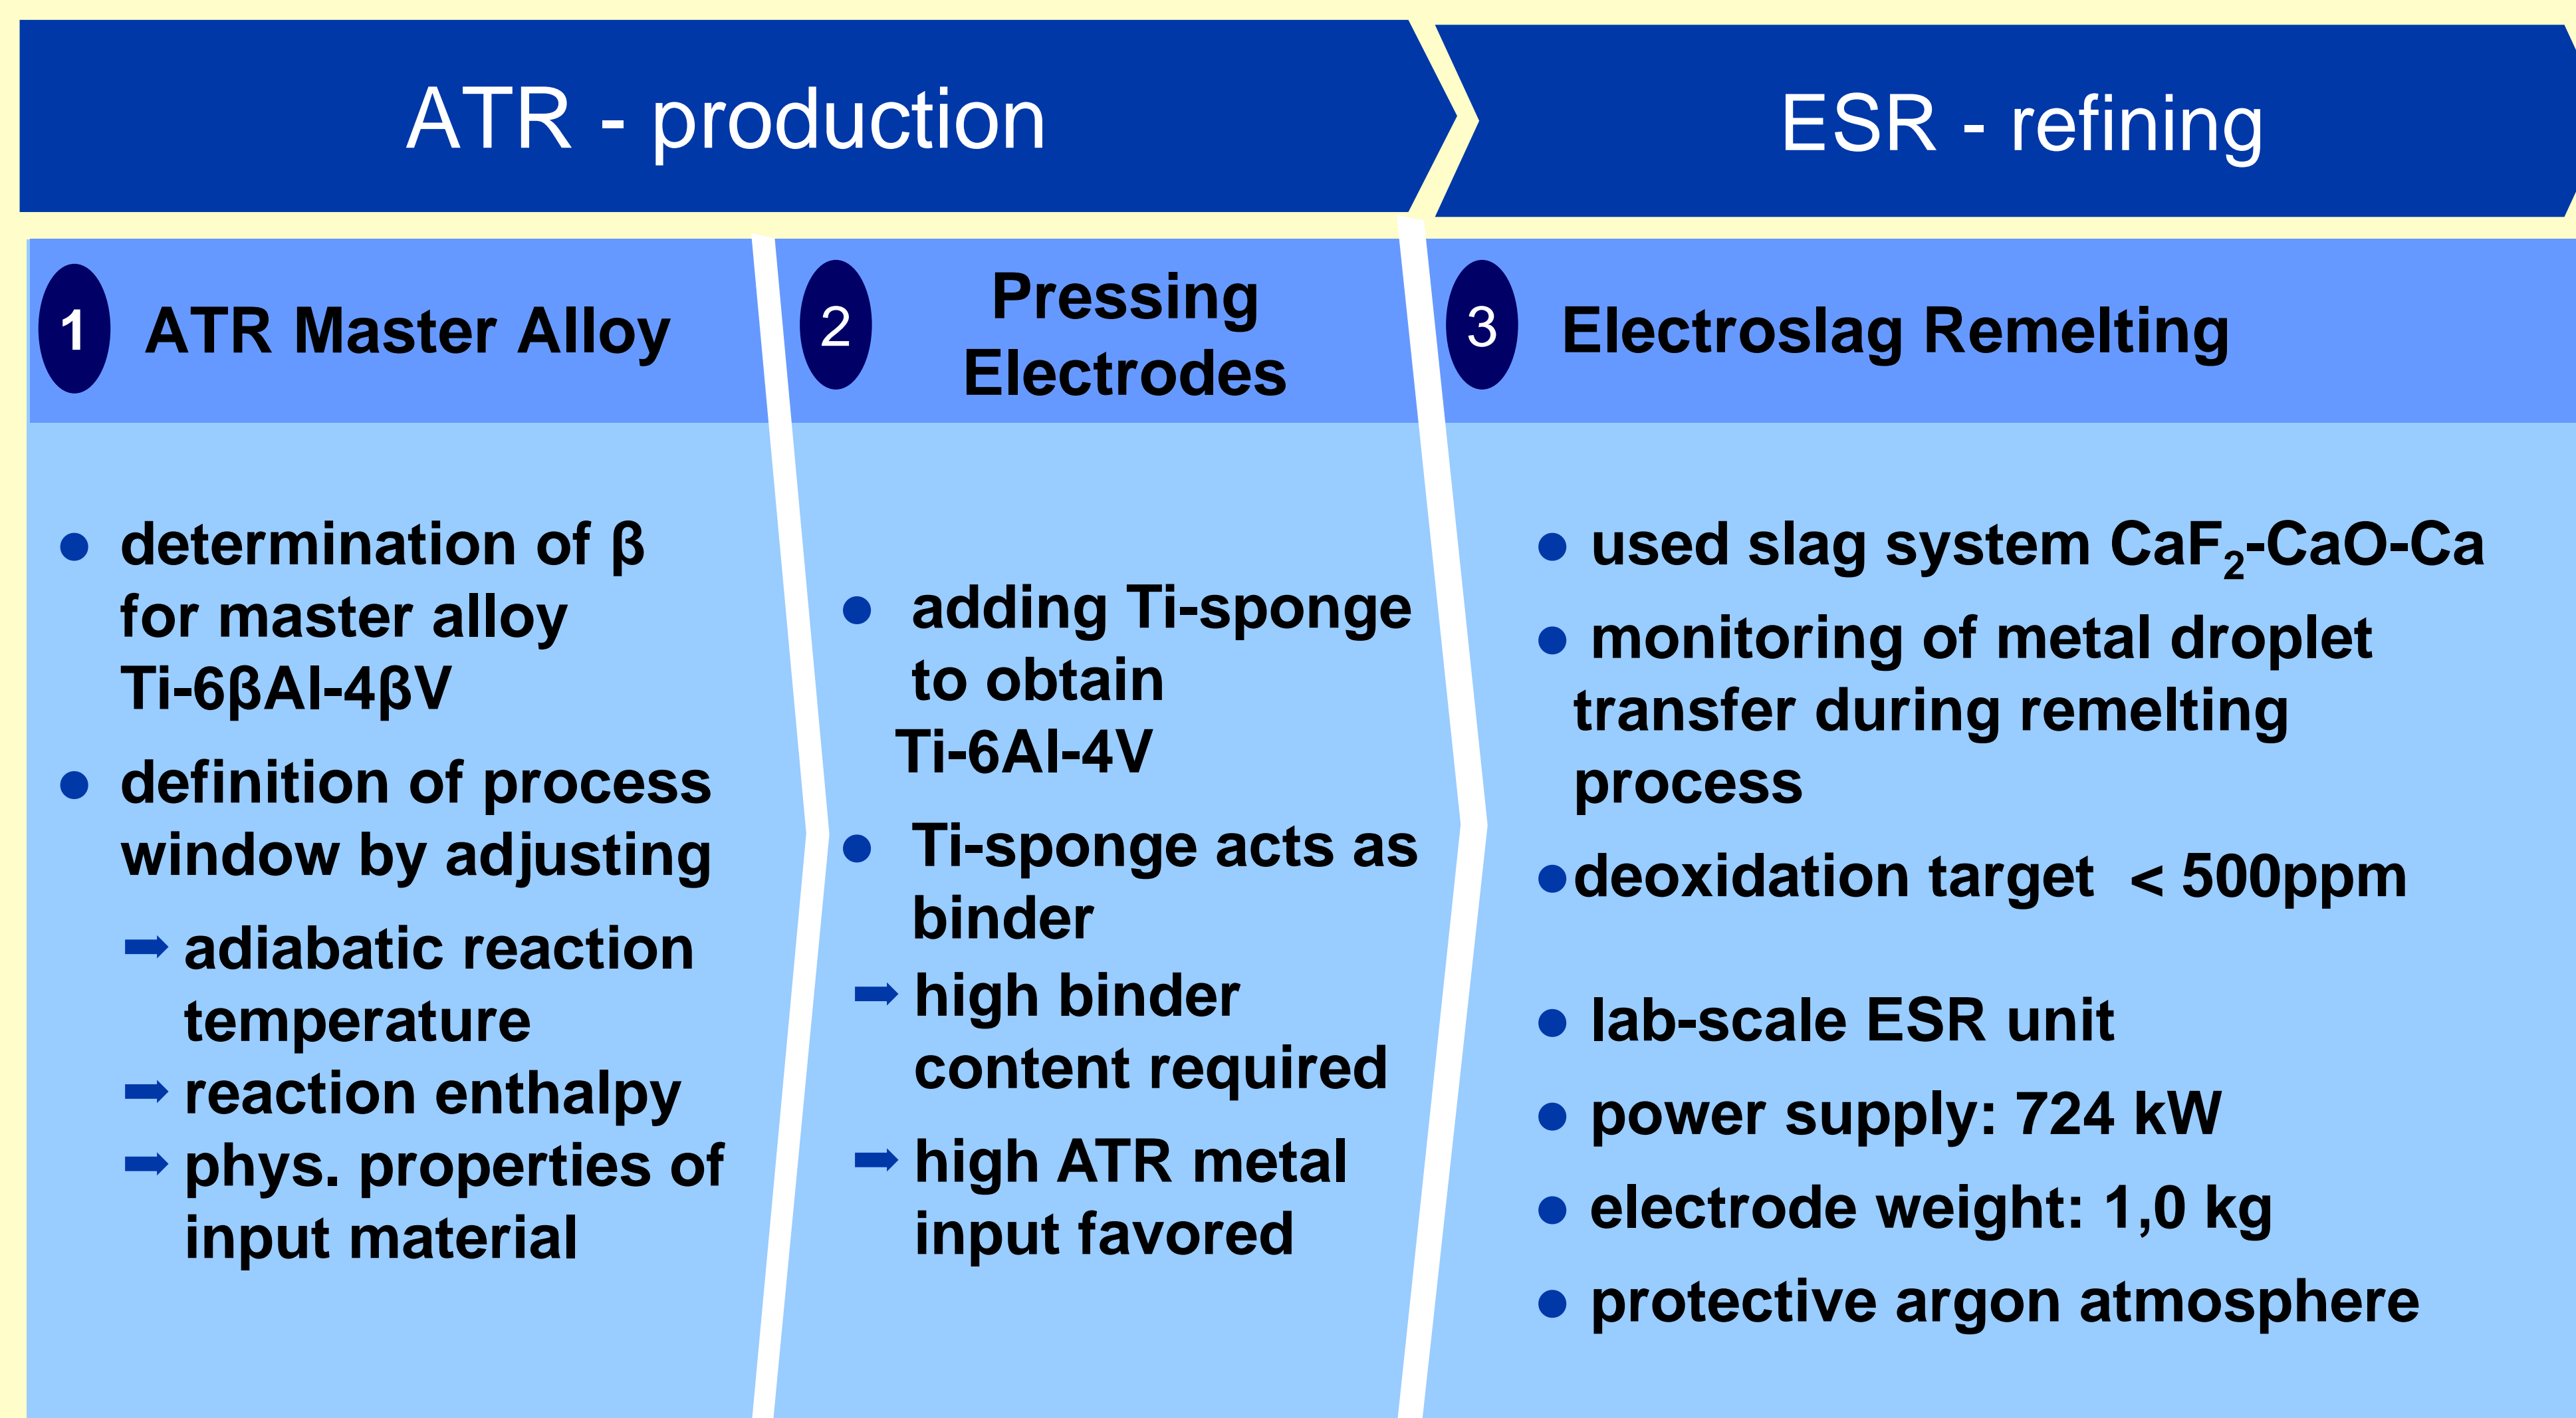 ATR - production
ESR - refining
1 ATR Master Alloy
2 Pressing
Electrodes
3 Electroslag Remelting
● determination of β
for master alloy
Ti-6βAl-4βV
● definition of process
window by adjusting
➡ adiabatic reaction
temperature
➡ reaction enthalpy
➡ phys. properties of
input material
● adding Ti-sponge
to obtain
Ti-6Al-4V
● Ti-sponge acts as
binder
➡ high binder
content required
➡ high ATR metal
input favored
● used slag system CaF₂-CaO-Ca
● monitoring of metal droplet
transfer during remelting
process
● deoxidation target < 500ppm
● lab-scale ESR unit
● power supply: 724 kW
● electrode weight: 1,0 kg
● protective argon atmosphere